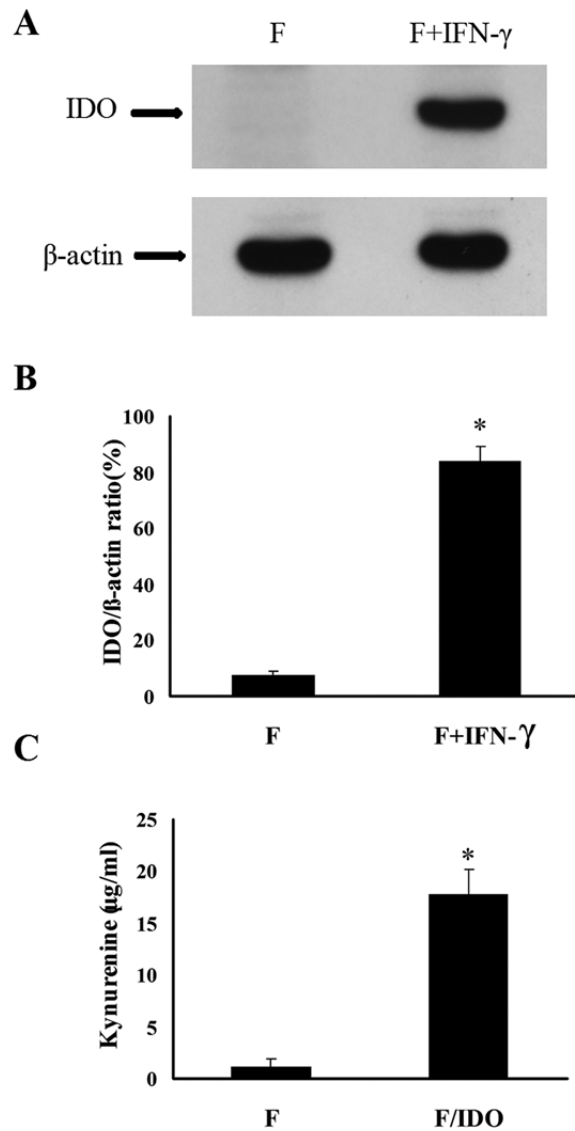 A
F F+IFN-γ
IDO
β-actin
B
IDO/ß-actin ratio(%)
100
80
60
40
20
0
*
F F+IFN-γ
C
Kynurenine (µg/ml)
25
20
15
10
5
0
*
F F/IDO